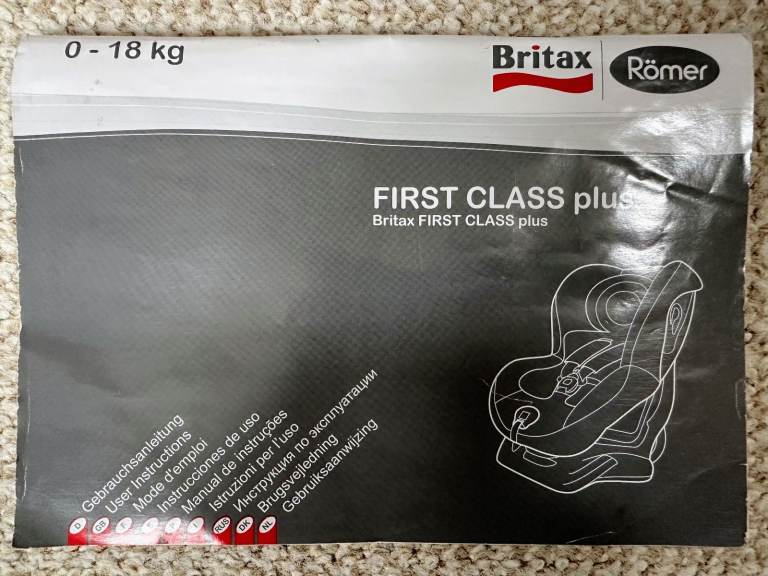 0 - 18 kg
Britax
Römer
FIRST CLASS plus
Britax FIRST CLASS plus
Gebrauchsanleitung
User Instructions
Mode d'emploi
Instrucciones de uso
Manual de instruções
Istruzioni per l'uso
Инструкция по эксплуатации
Brugsvejledning
Gebruiksaanwijzing
D
GB
RUS
DK
NL